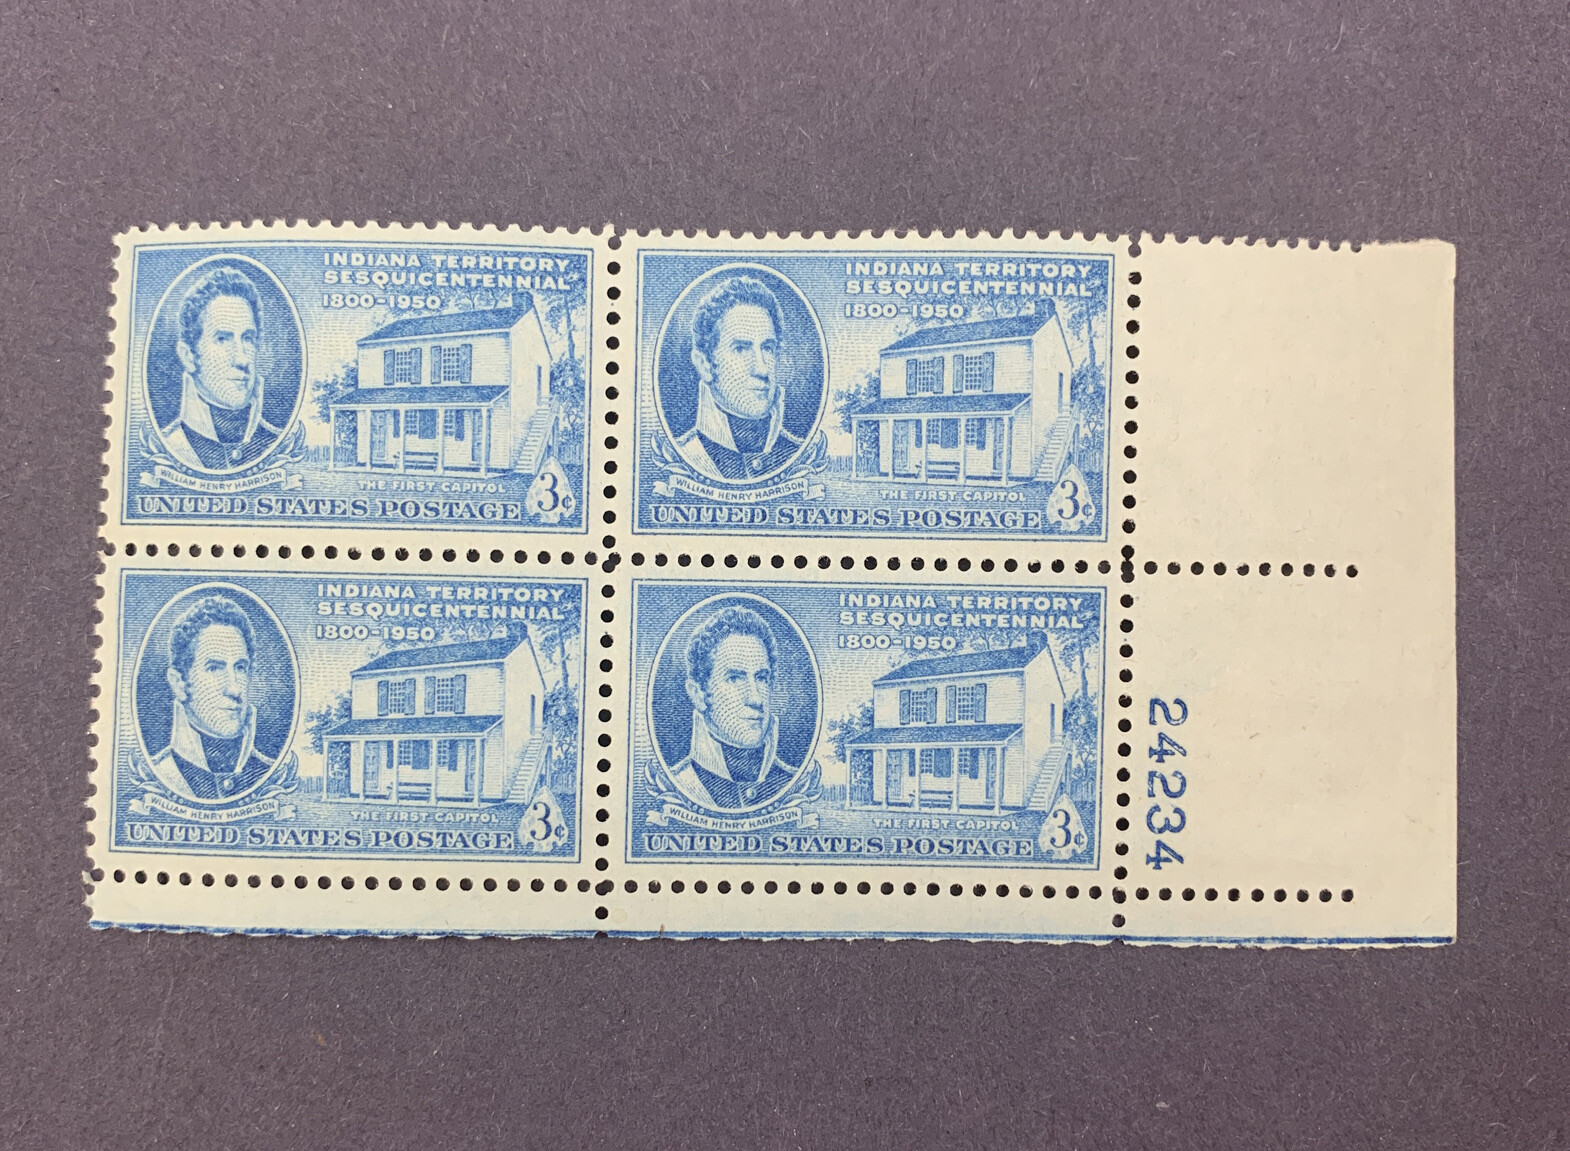 INDIANA TERRITORY
SESQUICENTENNIAL
1800-1950
WILLIAM HENRY HARRISON
THE FIRST CAPITOL
UNITED STATES POSTAGE 3¢
INDIANA TERRITORY
SESQUICENTENNIAL
1800-1950
WILLIAM HENRY HARRISON
THE FIRST CAPITOL
UNITED STATES POSTAGE 3¢
INDIANA TERRITORY
SESQUICENTENNIAL
1800-1950
WILLIAM HENRY HARRISON
THE FIRST CAPITOL
UNITED STATES POSTAGE 3¢
INDIANA TERRITORY
SESQUICENTENNIAL
1800-1950
WILLIAM HENRY HARRISON
THE FIRST CAPITOL
UNITED STATES POSTAGE 3¢
24234